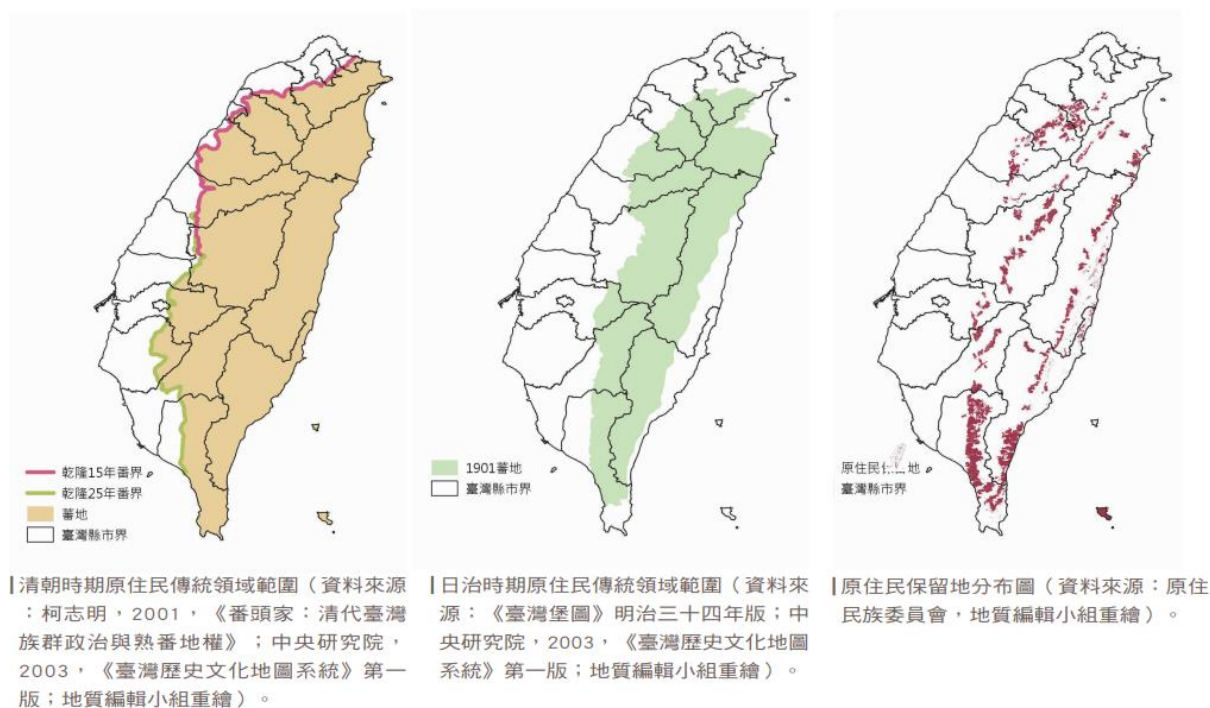 乾隆15年番界
乾隆25年番界
蕃地
臺灣縣市界
1901蕃地
臺灣縣市界
原住民 地
臺灣縣市界
清朝時期原住民傳統領域範圍（資料來源
：柯志明，2001，《番頭家：清代臺灣
族群政治與熟番地權》；中央研究院，
2003，《臺灣歷史文化地圖系統》第一
版；地質編輯小組重繪）。
日治時期原住民傳統領域範圍（資料來
源：《臺灣堡圖》明治三十四年版；中
央研究院，2003，《臺灣歷史文化地圖
系統》第一版；地質編輯小組重繪）。
原住民保留地分布圖（資料來源：原住
民族委員會，地質編輯小組重繪）。